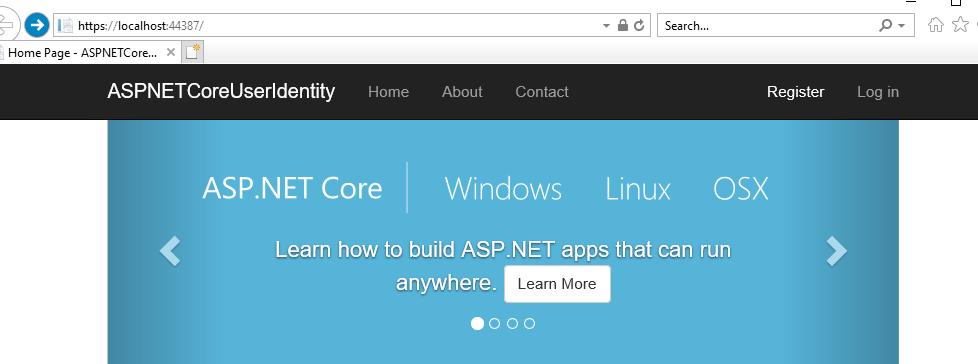 https://localhost:44387/
Search...
Home Page - ASPNETCore...
ASPNETCoreUserIdentity Home About Contact Register Log in
ASP.NET Core Windows Linux OSX
Learn how to build ASP.NET apps that can run
anywhere. Learn More